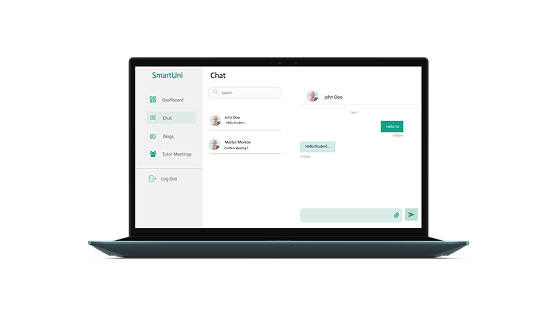 SmartUni
Dashboard
Chat
Blogs
Tutor Meetings
Log Out
Chat
Search
John Doe
Hello Student...
Marilyn Monroe
Confirm Meeting ?
John Doe
Hello Sir
Hello Student...